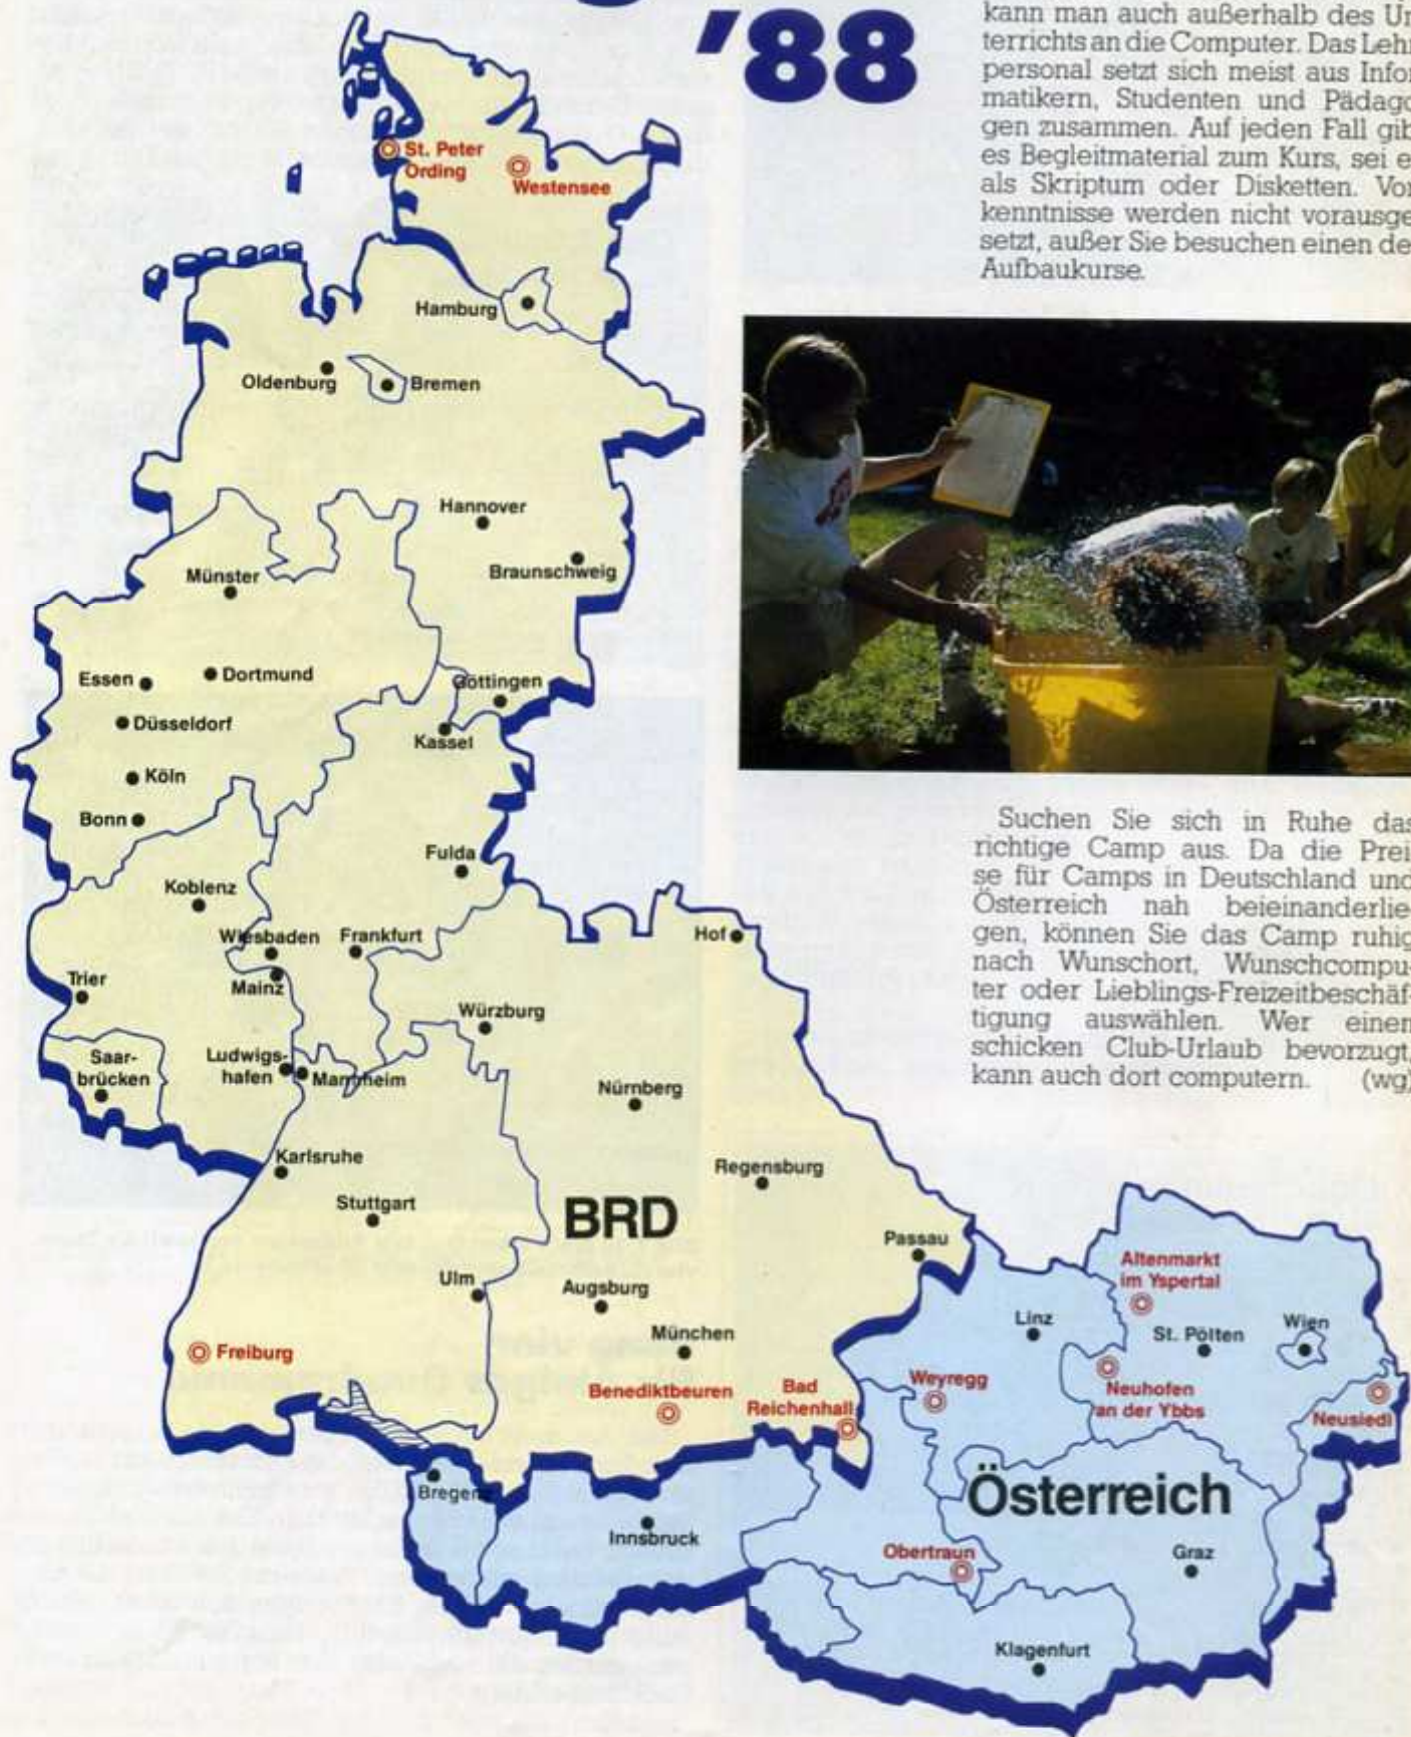 '88
kann man auch außerhalb des Un
terrichts an die Computer. Das Lehr
personal setzt sich meist aus Infor
matikern, Studenten und Pädago
gen zusammen. Auf jeden Fall gib
es Begleitmaterial zum Kurs, sei e
als Skriptum oder Disketten. Vor
kenntnisse werden nicht vorausge
setzt, außer Sie besuchen einen de
Aufbaukurse.
St. Peter
Ording
Westensee
Hamburg
Oldenburg
Bremen
Hannover
Braunschweig
Münster
Essen
Dortmund
Göttingen
Düsseldorf
Kassel
Köln
Bonn
Fulda
Koblenz
Wiesbaden
Frankfurt
Hof
Trier
Mainz
Würzburg
Saar-
brücken
Ludwigs-
hafen
Mannheim
Nürnberg
Karlsruhe
Regensburg
Stuttgart
BRD
Passau
Ulm
Augsburg
München
Freiburg
Benediktbeuren
Bad
Reichenhall
Suchen Sie sich in Ruhe das
richtige Camp aus. Da die Prei-
se für Camps in Deutschland und
Österreich nah beieinanderlie-
gen, können Sie das Camp ruhig
nach Wunschort, Wunschcompu-
ter oder Lieblings-Freizeitbeschäf-
tigung auswählen. Wer einen
schicken Club-Urlaub bevorzugt,
kann auch dort computern. (wg)
Altenmarkt
im Yspertal
Linz
St. Pölten
Wien
Weyregg
Neuhofen
an der Ybbs
Neusiedl
Bregenz
Österreich
Innsbruck
Obertraun
Graz
Klagenfurt